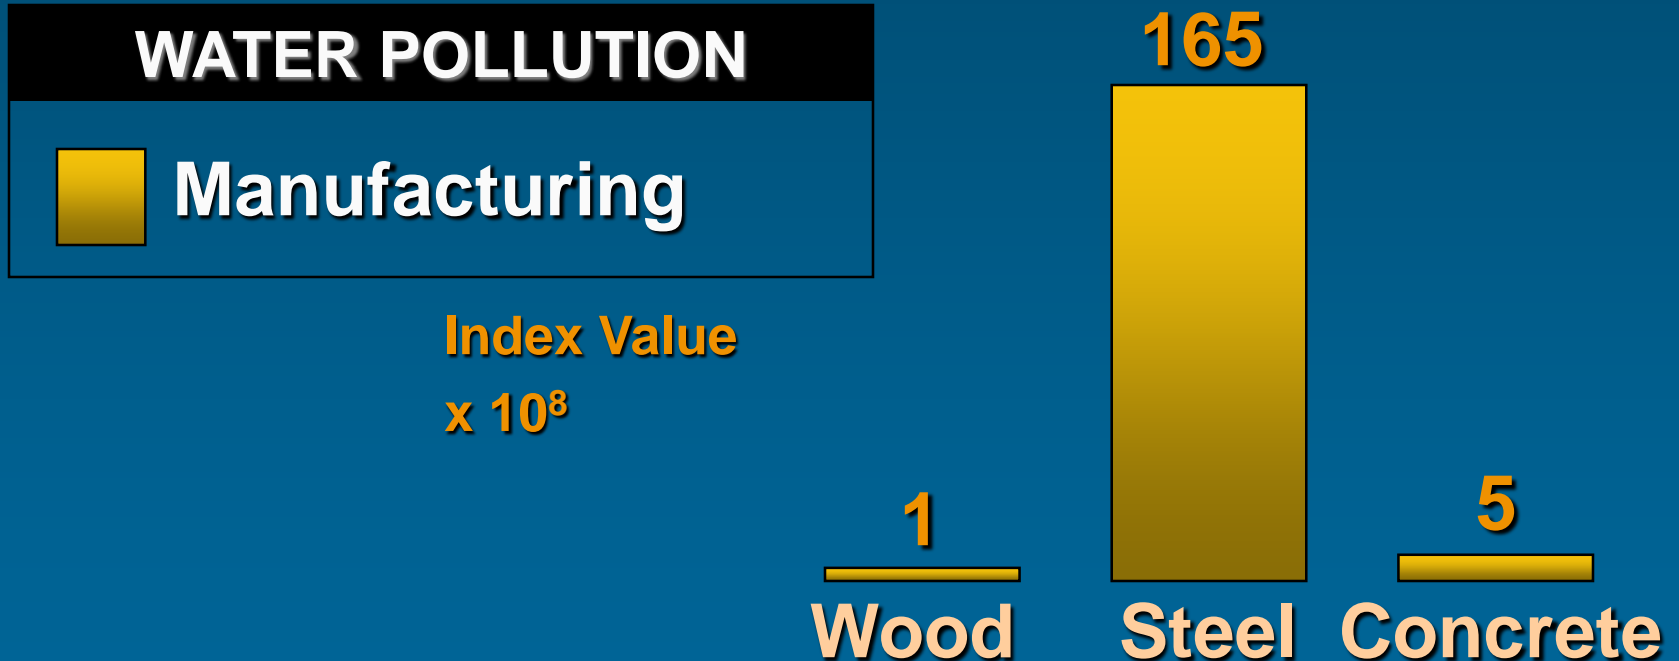 WATER POLLUTION
Manufacturing
Index Value
x 10⁸
165
1
5
Wood Steel Concrete